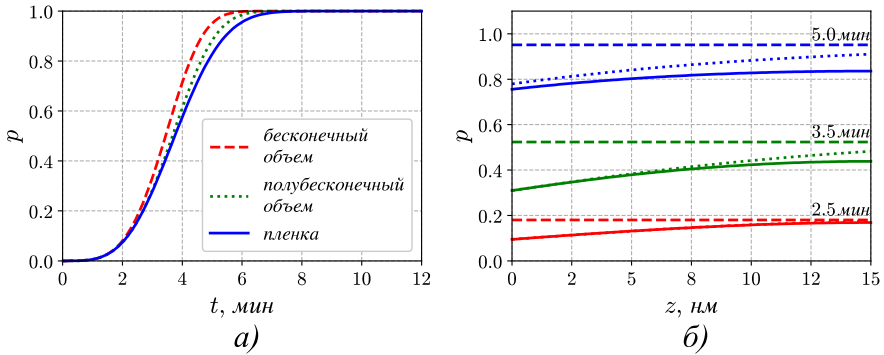 1.0
0.8
0.6
0.4
0.2
0.0
p
0 2 4 6 8 10 12
t, мин
бесконечный
объем
полубесконечный
объем
пленка
а)
1.0
0.8
0.6
0.4
0.2
0.0
p
5.0 мин
3.5 мин
2.5 мин
0 2 5 8 10 12 15
z, нм
б)